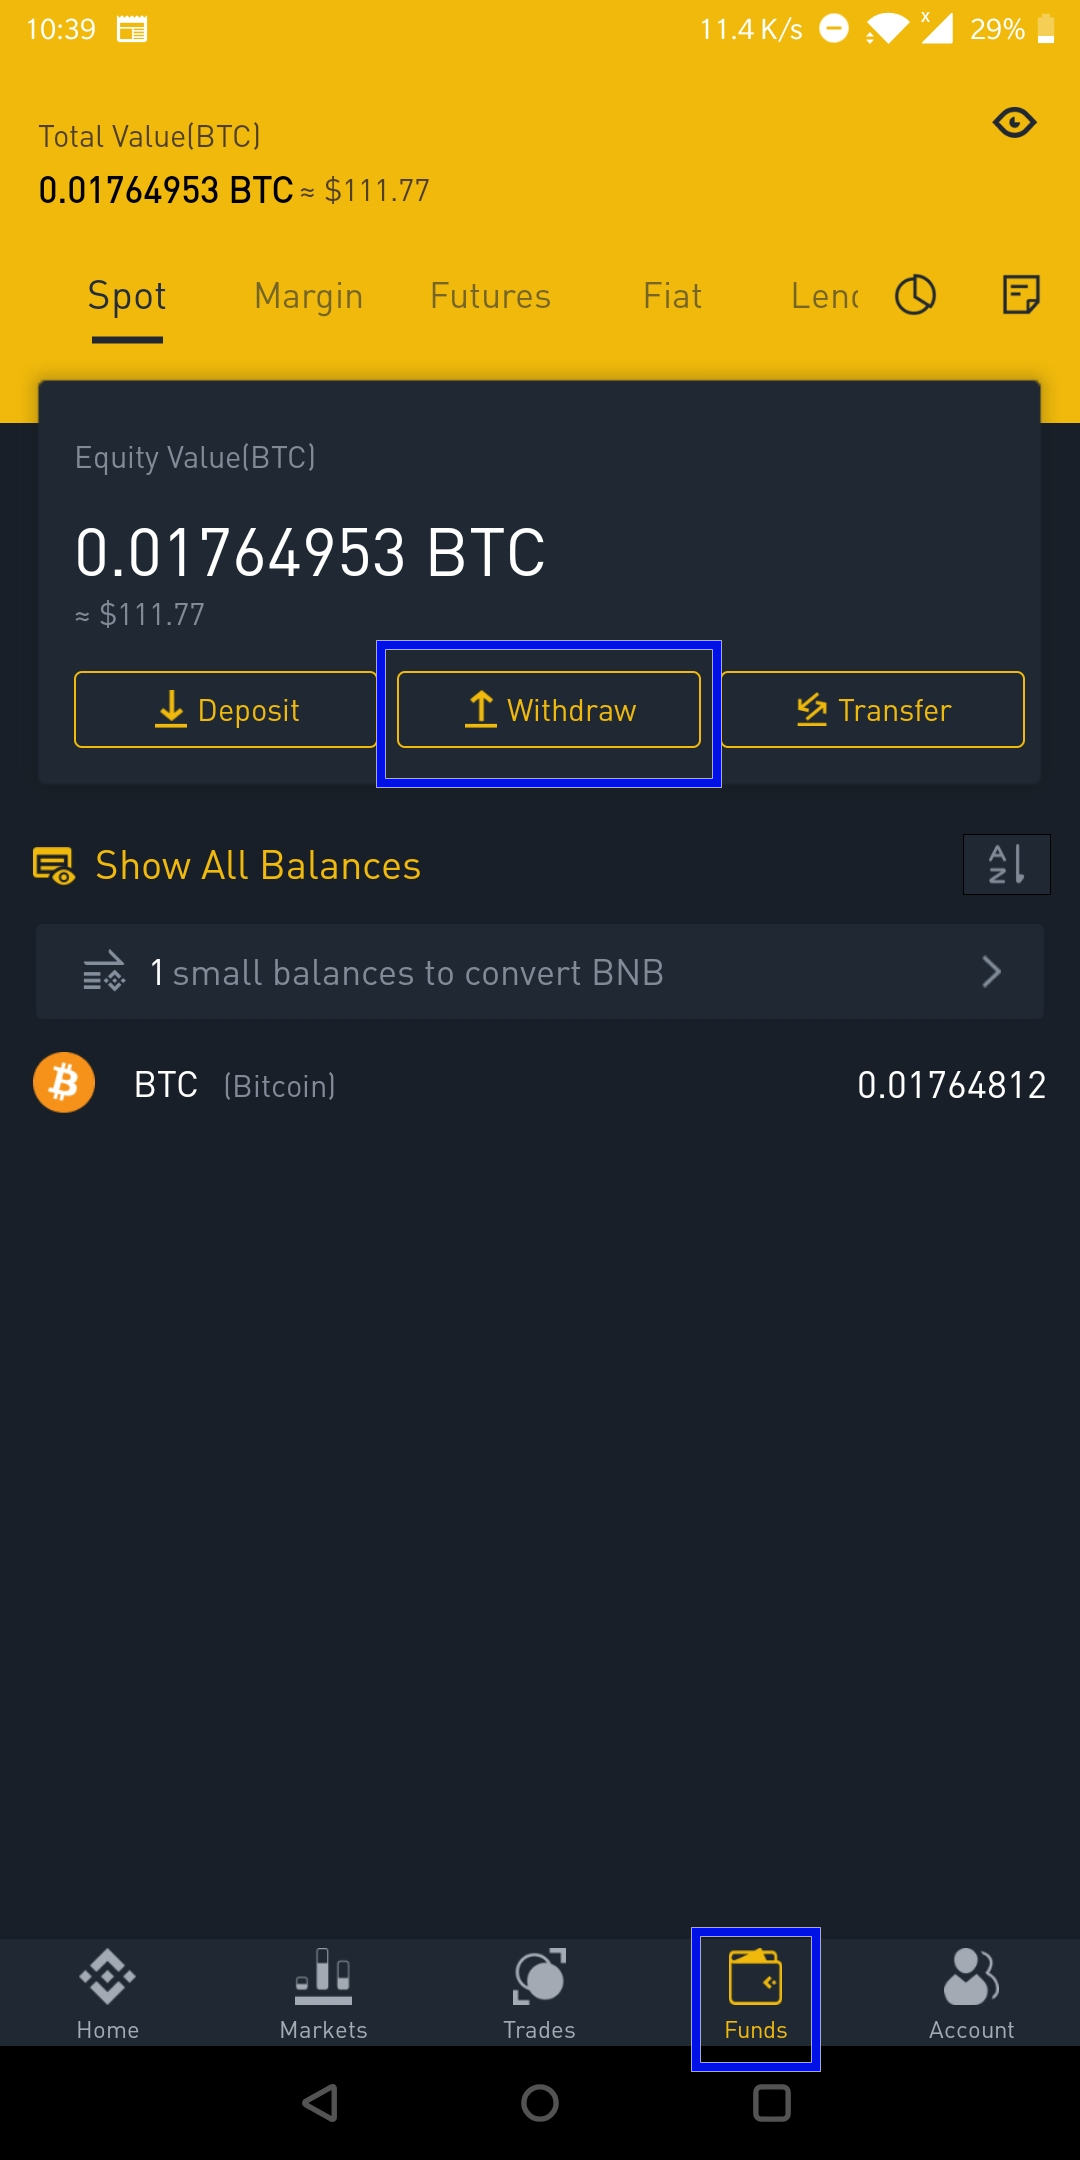 10:39 11.4 K/s 29%
Total Value(BTC)
0.01764953 BTC ≈ $111.77
Spot Margin Futures Fiat Lend
Equity Value(BTC)
0.01764953 BTC
≈ $111.77
Deposit Withdraw Transfer
Show All Balances
1 small balances to convert BNB
BTC (Bitcoin) 0.01764812
Home Markets Trades Funds Account